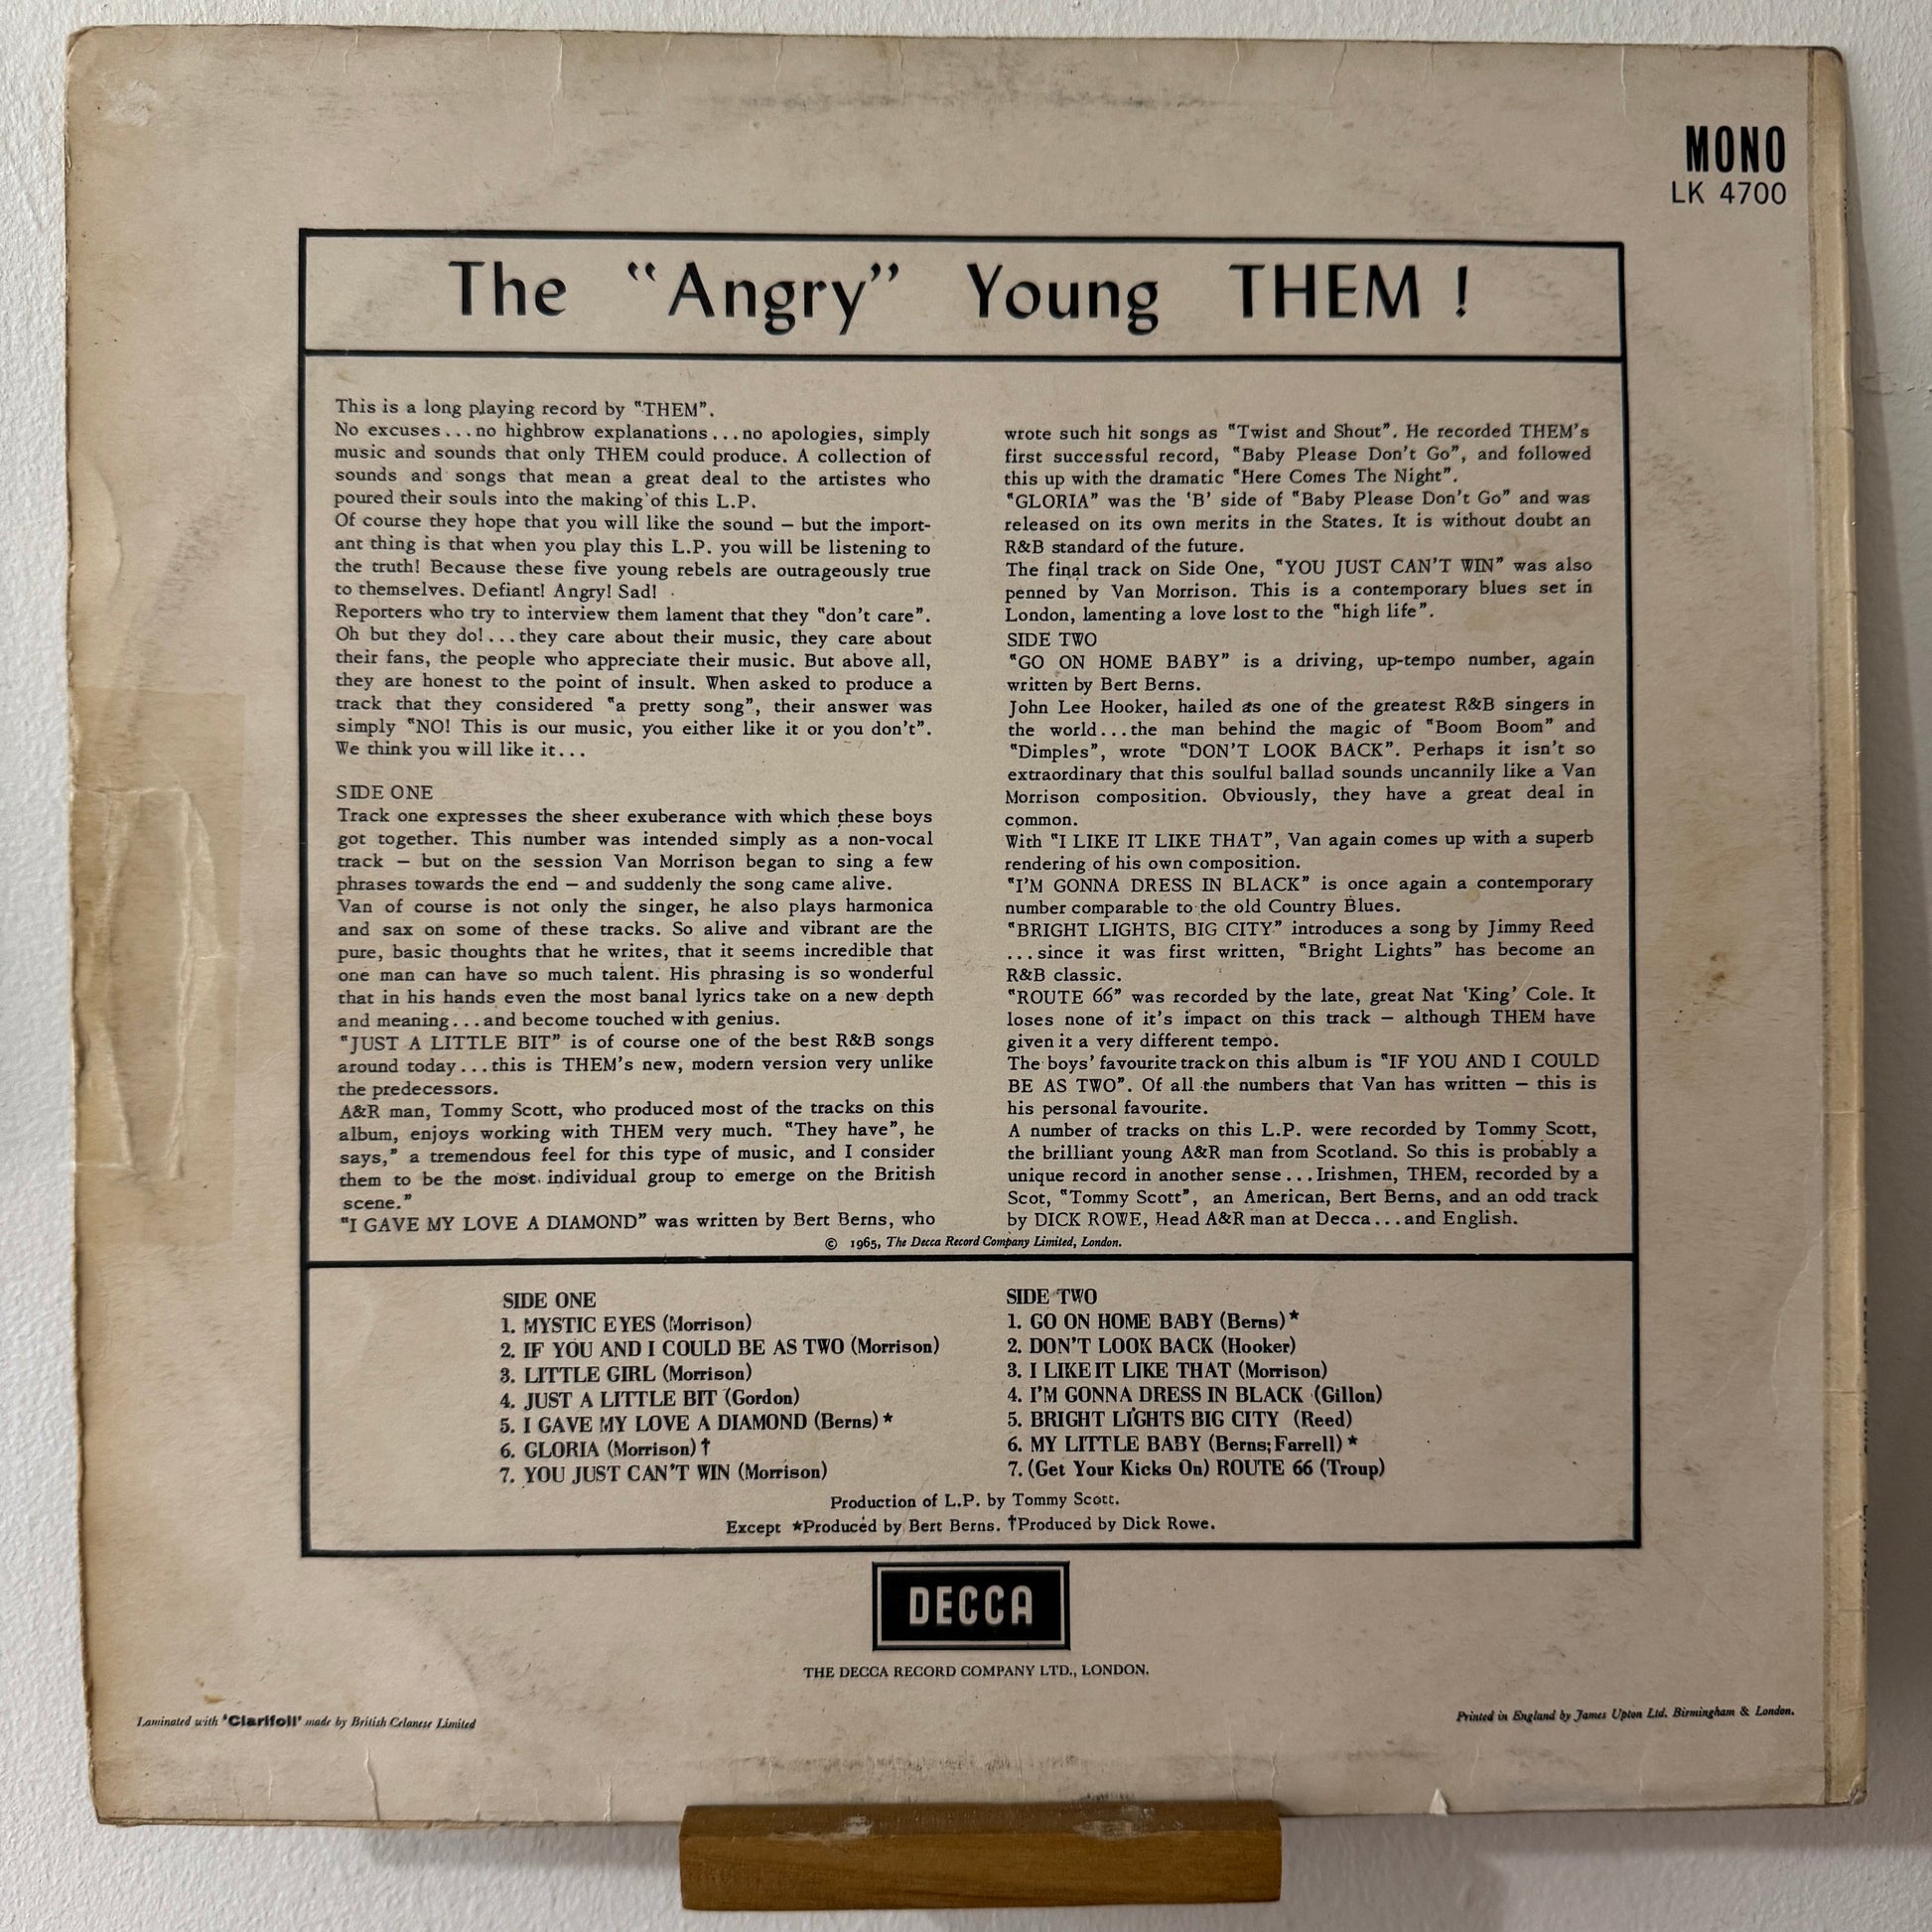 MONO
LK 4700
The "Angry" Young THEM !
This is a long playing record by "THEM".
No excuses...no highbrow explanations...no apologies, simply
music and sounds that only THEM could produce. A collection of
sounds and songs that mean a great deal to the artistes who
poured their souls into the making of this L.P.
Of course they hope that you will like the sound – but the import-
ant thing is that when you play this L.P. you will be listening to
the truth! Because these five young rebels are outrageously true
to themselves. Defiant! Angry! Sad!
Reporters who try to interview them lament that they "don't care".
Oh but they do!...they care about their music, they care about
their fans, the people who appreciate their music. But above all,
they are honest to the point of insult. When asked to produce a
track that they considered "a pretty song", their answer was
simply "NO! This is our music, you either like it or you don't".
We think you will like it...
SIDE ONE
Track one expresses the sheer exuberance with which these boys
got together. This number was intended simply as a non-vocal
track – but on the session Van Morrison began to sing a few
phrases towards the end – and suddenly the song came alive.
Van of course is not only the singer, he also plays harmonica
and sax on some of these tracks. So alive and vibrant are the
pure, basic thoughts that he writes, that it seems incredible that
one man can have so much talent. His phrasing is so wonderful
that in his hands even the most banal lyrics take on a new depth
and meaning...and become touched with genius.
"JUST A LITTLE BIT" is of course one of the best R&B songs
around today...this is THEM's new, modern version very unlike
the predecessors.
A&R man, Tommy Scott, who produced most of the tracks on this
album, enjoys working with THEM very much. "They have", he
says," a tremendous feel for this type of music, and I consider
them to be the most individual group to emerge on the British
scene."
"I GAVE MY LOVE A DIAMOND" was written by Bert Berns, who
wrote such hit songs as "Twist and Shout". He recorded THEM's
first successful record, "Baby Please Don't Go", and followed
this up with the dramatic "Here Comes The Night".
"GLORIA" was the 'B' side of "Baby Please Don't Go" and was
released on its own merits in the States. It is without doubt an
R&B standard of the future.
The final track on Side One, "YOU JUST CAN'T WIN" was also
penned by Van Morrison. This is a contemporary blues set in
London, lamenting a love lost to the "high life".
SIDE TWO
"GO ON HOME BABY" is a driving, up-tempo number, again
written by Bert Berns.
John Lee Hooker, hailed as one of the greatest R&B singers in
the world...the man behind the magic of "Boom Boom" and
"Dimples", wrote "DON'T LOOK BACK". Perhaps it isn't so
extraordinary that this soulful ballad sounds uncannily like a Van
Morrison composition. Obviously, they have a great deal in
common.
With "I LIKE IT LIKE THAT", Van again comes up with a superb
rendering of his own composition.
"I'M GONNA DRESS IN BLACK" is once again a contemporary
number comparable to the old Country Blues.
"BRIGHT LIGHTS, BIG CITY" introduces a song by Jimmy Reed
...since it was first written, "Bright Lights" has become an
R&B classic.
"ROUTE 66" was recorded by the late, great Nat 'King' Cole. It
loses none of it's impact on this track – although THEM have
given it a very different tempo.
The boys' favourite track on this album is "IF YOU AND I COULD
BE AS TWO". Of all the numbers that Van has written – this is
his personal favourite.
A number of tracks on this L.P. were recorded by Tommy Scott,
the brilliant young A&R man from Scotland. So this is probably a
unique record in another sense...Irishmen, THEM, recorded by a
Scot, "Tommy Scott", an American, Bert Berns, and an odd track
by DICK ROWE, Head A&R man at Decca...and English.
© 1965, The Decca Record Company Limited, London.
SIDE ONE
1. MYSTIC EYES (Morrison)
2. IF YOU AND I COULD BE AS TWO (Morrison)
3. LITTLE GIRL (Morrison)
4. JUST A LITTLE BIT (Gordon)
5. I GAVE MY LOVE A DIAMOND (Berns)★
6. GLORIA (Morrison)†
7. YOU JUST CAN'T WIN (Morrison)
SIDE TWO
1. GO ON HOME BABY (Berns)★
2. DON'T LOOK BACK (Hooker)
3. I LIKE IT LIKE THAT (Morrison)
4. I'M GONNA DRESS IN BLACK (Gillon)
5. BRIGHT LIGHTS BIG CITY (Reed)
6. MY LITTLE BABY (Berns; Farrell)★
7. (Get Your Kicks On) ROUTE 66 (Troup)
Production of L.P. by Tommy Scott.
Except ★Produced by Bert Berns. †Produced by Dick Rowe.
DECCA
THE DECCA RECORD COMPANY LTD., LONDON.
Laminated with 'Clarifoil' made by British Celanese Limited
Printed in England by James Upton Ltd. Birmingham & London.